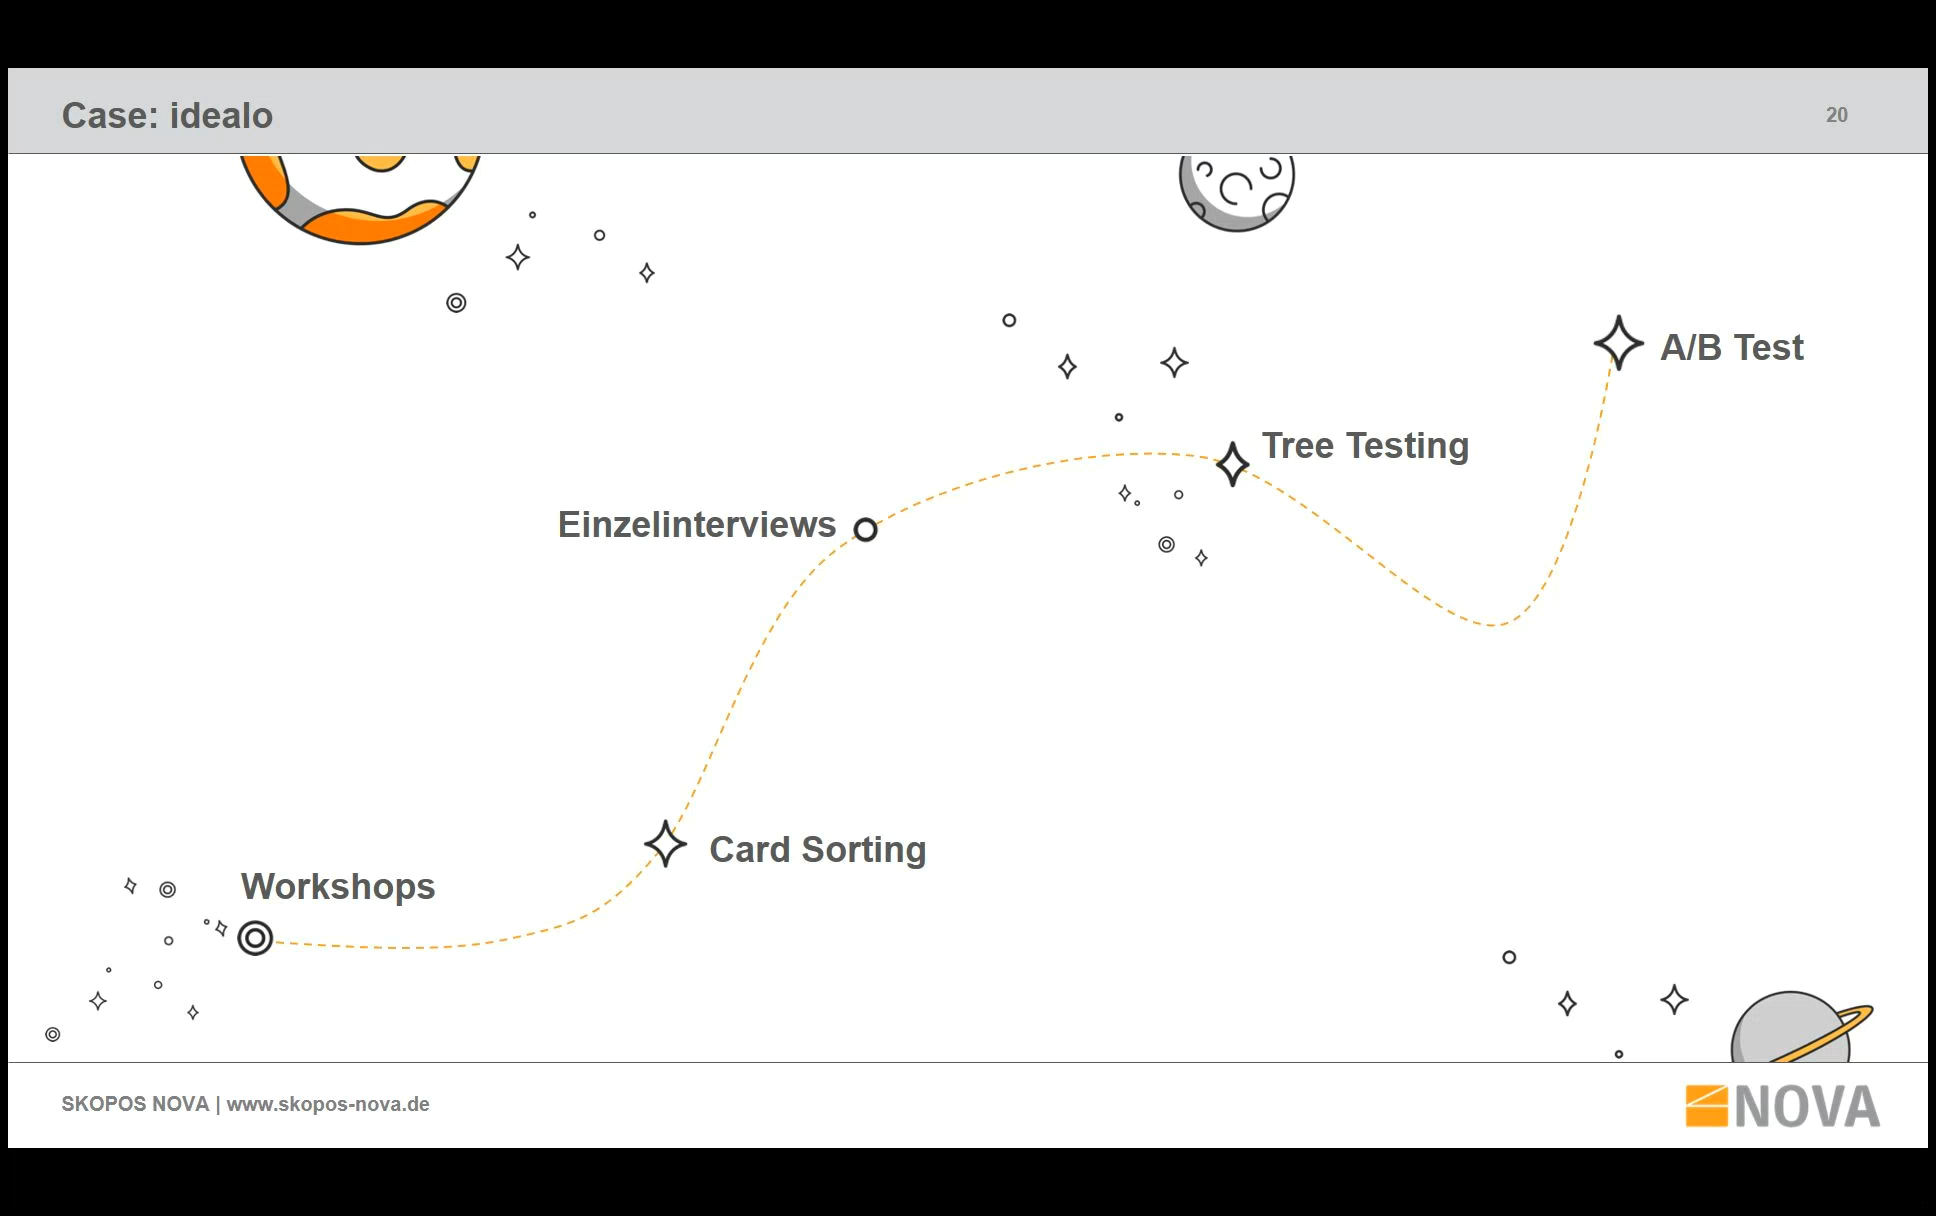 Case: idealo
20
A/B Test
Tree Testing
Einzelinterviews
Card Sorting
Workshops
SKOPOS NOVA | www.skopos-nova.de
NOVA